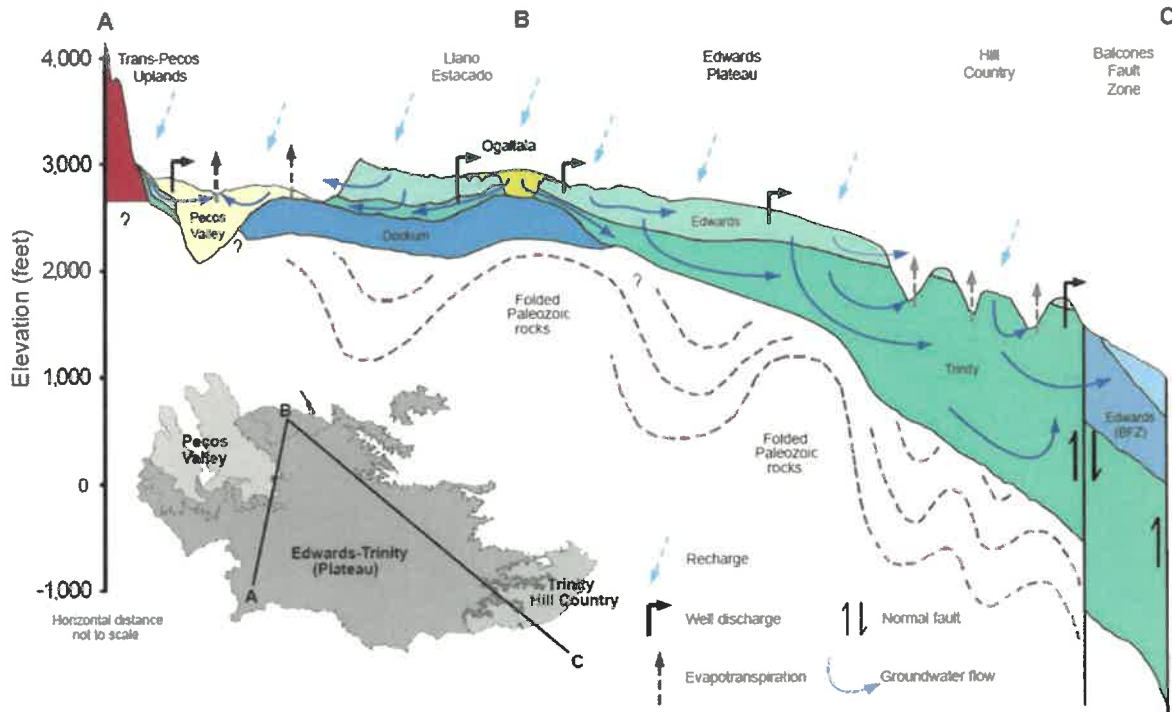 A
B
C
Trans-Pecos
Uplands
Llano
Estacado
Edwards
Plateau
Hill
Country
Balcones
Fault
Zone
Elevation (feet)
4,000
3,000
2,000
1,000
0
-1,000
Ogallala
?
Pecos
Valley
?
Dockum
Edwards
?
Folded
Paleozoic
rocks
Trinity
Edwards
(BFZ)
Folded
Paleozoic
rocks
B
Pecos
Valley
Edwards-Trinity
(Plateau)
A
Trinity
Hill Country
C
Horizontal distance
not to scale
Recharge
Well discharge
Normal fault
Evapotranspiration
Groundwater flow